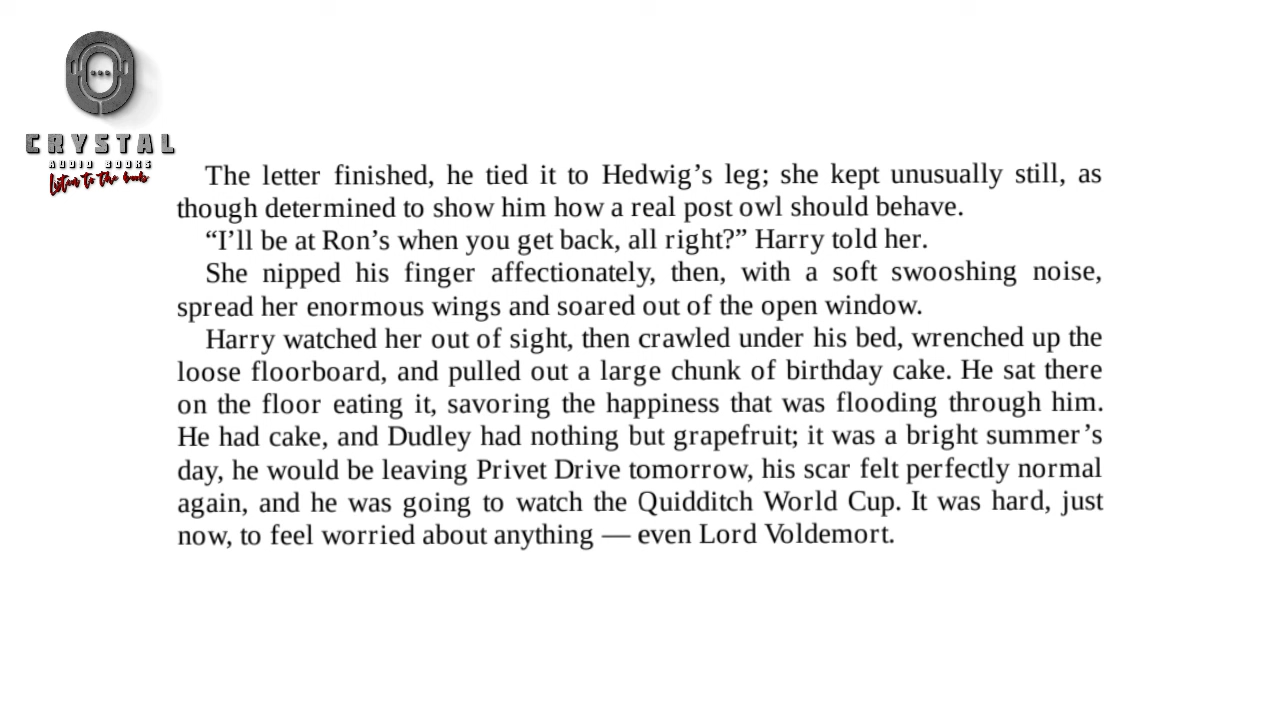 CRYSTAL
AUDIO BOOKS
Listen to the book
The letter finished, he tied it to Hedwig’s leg; she kept unusually still, as
though determined to show him how a real post owl should behave.
“I’ll be at Ron’s when you get back, all right?” Harry told her.
She nipped his finger affectionately, then, with a soft swooshing noise,
spread her enormous wings and soared out of the open window.
Harry watched her out of sight, then crawled under his bed, wrenched up the
loose floorboard, and pulled out a large chunk of birthday cake. He sat there
on the floor eating it, savoring the happiness that was flooding through him.
He had cake, and Dudley had nothing but grapefruit; it was a bright summer’s
day, he would be leaving Privet Drive tomorrow, his scar felt perfectly normal
again, and he was going to watch the Quidditch World Cup. It was hard, just
now, to feel worried about anything — even Lord Voldemort.